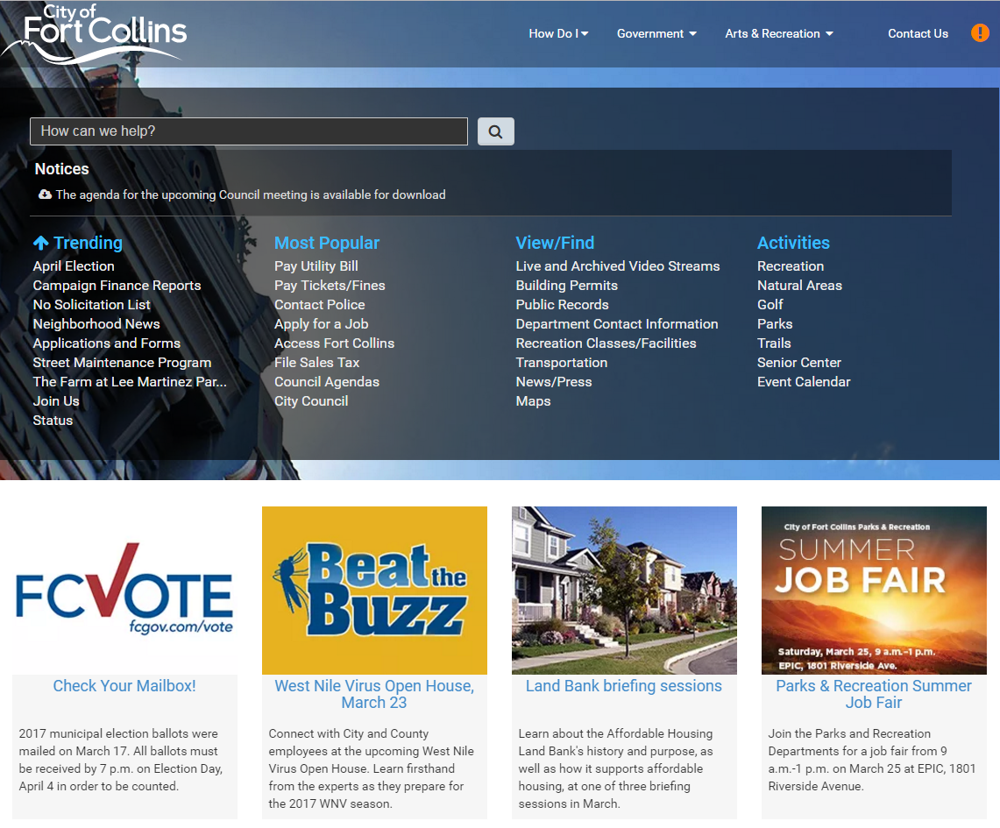 City of
Fort Collins
How Do I
Government
Arts & Recreation
Contact Us
!
How can we help?
Notices
The agenda for the upcoming Council meeting is available for download
Trending
April Election
Campaign Finance Reports
No Solicitation List
Neighborhood News
Applications and Forms
Street Maintenance Program
The Farm at Lee Martinez Par...
Join Us
Status
Most Popular
Pay Utility Bill
Pay Tickets/Fines
Contact Police
Apply for a Job
Access Fort Collins
File Sales Tax
Council Agendas
City Council
View/Find
Live and Archived Video Streams
Building Permits
Public Records
Department Contact Information
Recreation Classes/Facilities
Transportation
News/Press
Maps
Activities
Recreation
Natural Areas
Golf
Parks
Trails
Senior Center
Event Calendar
FCVOTE
fcgov.com/vote
Check Your Mailbox!
2017 municipal election ballots were
mailed on March 17. All ballots must
be received by 7 p.m. on Election Day,
April 4 in order to be counted.
Beat the
Buzz
West Nile Virus Open House,
March 23
Connect with City and County
employees at the upcoming West Nile
Virus Open House. Learn firsthand
from the experts as they prepare for
the 2017 WNV season.
Land Bank briefing sessions
Learn about the Affordable Housing
Land Bank's history and purpose, as
well as how it supports affordable
housing, at one of three briefing
sessions in March.
City of Fort Collins Parks & Recreation
SUMMER
JOB FAIR
Saturday, March 25, 9 a.m.-1 p.m.
EPIC, 1801 Riverside Ave.
Parks & Recreation Summer
Job Fair
Join the Parks and Recreation
Departments for a job fair from 9
a.m.-1 p.m. on March 25 at EPIC, 1801
Riverside Avenue.